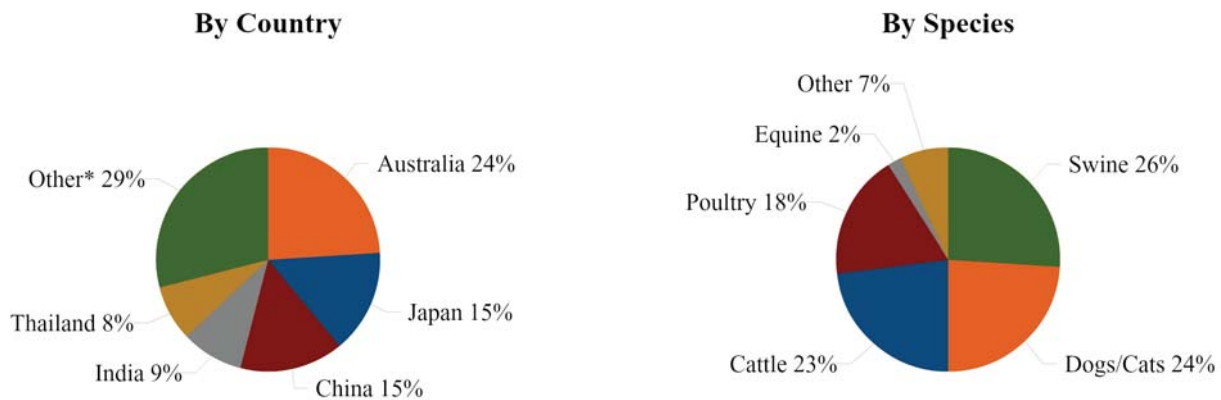 By Country
Other* 29%
Australia 24%
Thailand 8%
Japan 15%
India 9%
China 15%
By Species
Other 7%
Equine 2%
Swine 26%
Poultry 18%
Cattle 23%
Dogs/Cats 24%